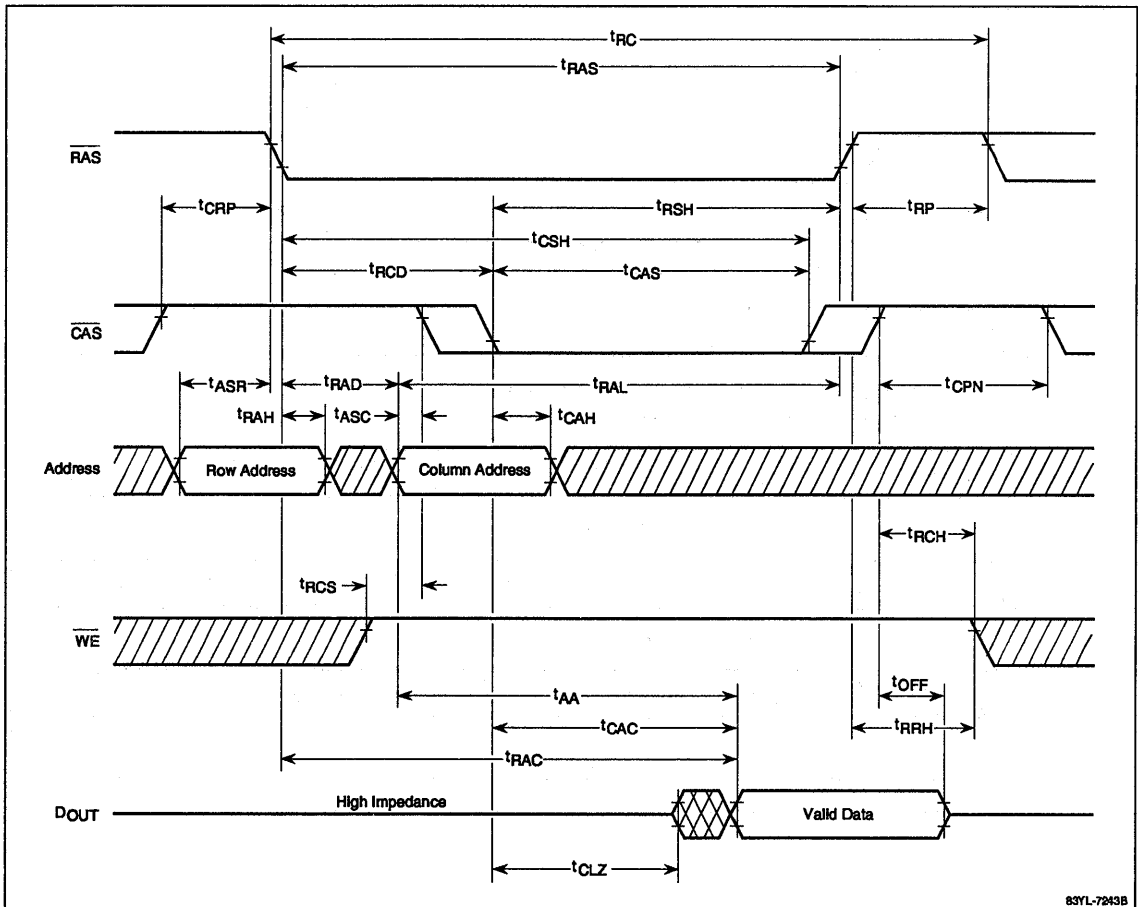 tRC
tRAS
RAS
tCRP
tRSH
tRP
tCSH
tRCD
tCAS
CAS
tASR
tRAD
tRAL
tCPN
tRAH
tASC
tCAH
Address
Row Address
Column Address
tRCH
tRCS
WE
tOFF
tAA
tCAC
tRRH
tRAC
High Impedance
DOUT
Valid Data
tCLZ
83YL-7243B